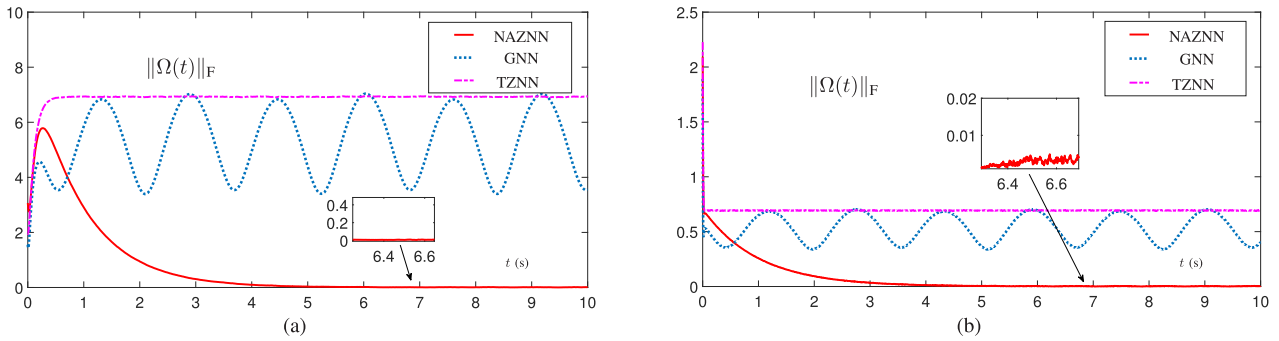 10
8
6
4
2
0
0 1 2 3 4 5 6 7 8 9 10
‖Ω(t)‖F
NAZNN
GNN
TZNN
0.4
0.2
0
6.4 6.6
t (s)
(a)
2.5
2
1.5
1
0.5
0
0 1 2 3 4 5 6 7 8 9 10
‖Ω(t)‖F
NAZNN
GNN
TZNN
0.02
0.01
6.4 6.6
t (s)
(b)